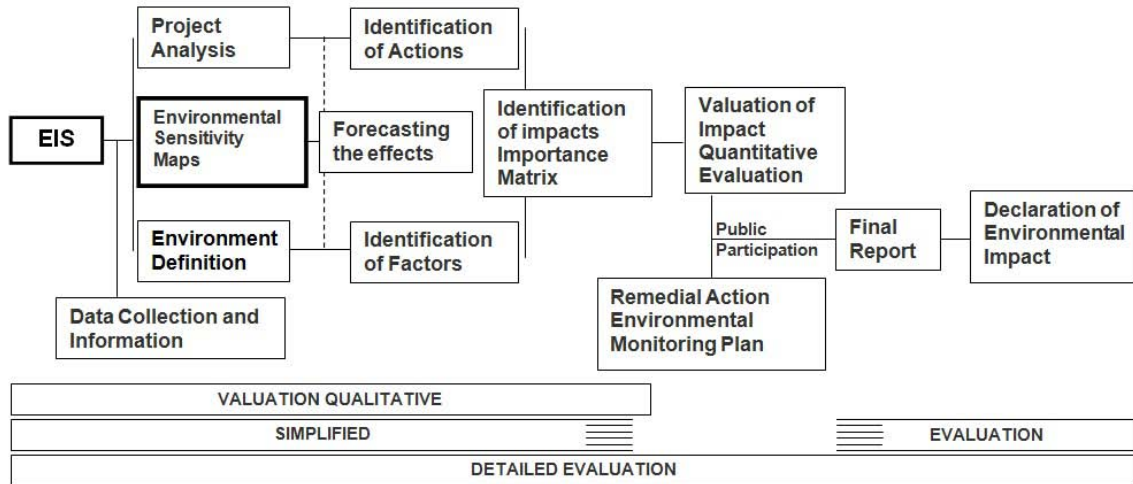 Project
Analysis
Identification
of Actions
EIS
Environmental
Sensitivity
Maps
Forecasting
the effects
Identification
of impacts
Importance
Matrix
Valuation of
Impact
Quantitative
Evaluation
Environment
Definition
Identification
of Factors
Public
Participation
Final
Report
Declaration of
Environmental
Impact
Data Collection and
Information
Remedial Action
Environmental
Monitoring Plan
VALUATION QUALITATIVE
SIMPLIFIED
EVALUATION
DETAILED EVALUATION